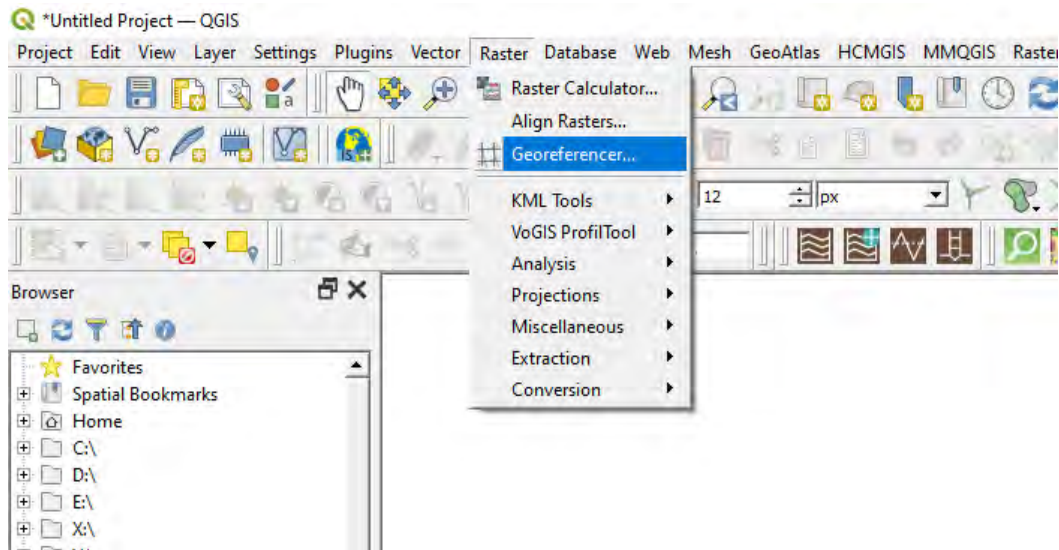 *Untitled Project — QGIS
Project Edit View Layer Settings Plugins Vector Raster Database Web Mesh GeoAtlas HCMGIS MMQGIS Raster
Raster Calculator...
Align Rasters...
Georeferencer...
12 px
KML Tools
VoGIS ProfilTool
Analysis
Projections
Miscellaneous
Extraction
Conversion
Browser
Favorites
Spatial Bookmarks
Home
C:\
D:\
E:\
X:\